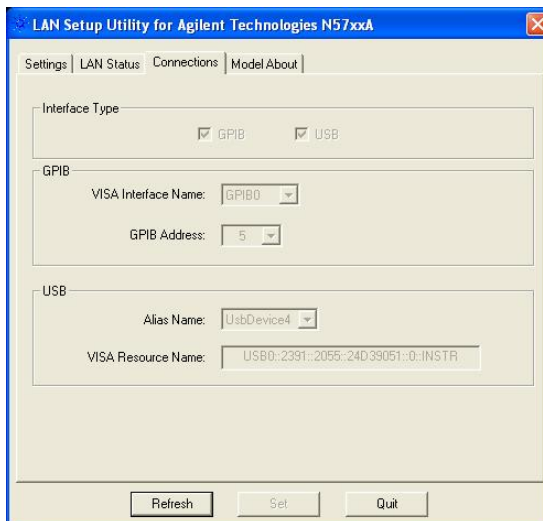 LAN Setup Utility for Agilent Technologies N57xxA
Settings LAN Status Connections Model About
Interface Type
GPIB USB
GPIB
VISA Interface Name: GPIB0
GPIB Address: 5
USB
Alias Name: UsbDevice4
VISA Resource Name: USB0::2391::2055::24D39051::0::INSTR
Refresh Set Quit